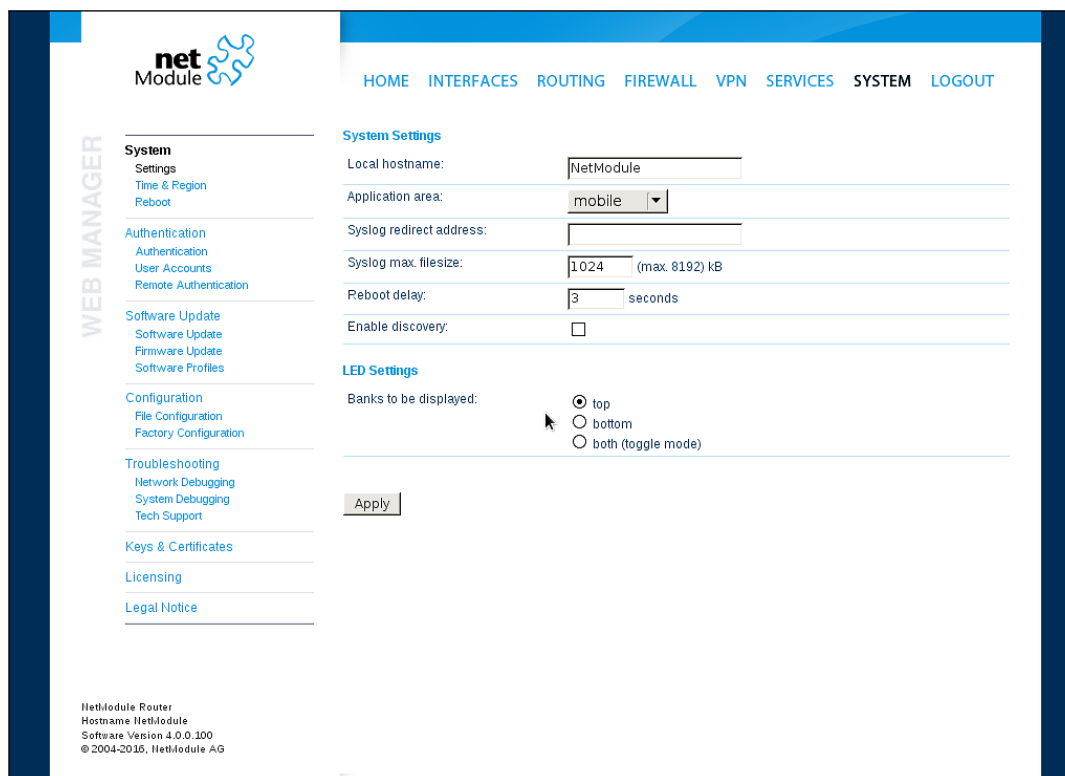 net
Module
HOME INTERFACES ROUTING FIREWALL VPN SERVICES SYSTEM LOGOUT
WEB MANAGER
System
Settings
Time & Region
Reboot
Authentication
Authentication
User Accounts
Remote Authentication
Software Update
Software Update
Firmware Update
Software Profiles
Configuration
File Configuration
Factory Configuration
Troubleshooting
Network Debugging
System Debugging
Tech Support
Keys & Certificates
Licensing
Legal Notice
System Settings
Local hostname: NetModule
Application area: mobile
Syslog redirect address:
Syslog max. filesize: 1024 (max. 8192) kB
Reboot delay: 3 seconds
Enable discovery:
LED Settings
Banks to be displayed: top
bottom
both (toggle mode)
Apply
NetModule Router
Hostname NetModule
Software Version 4.0.0.100
© 2004-2016, NetModule AG